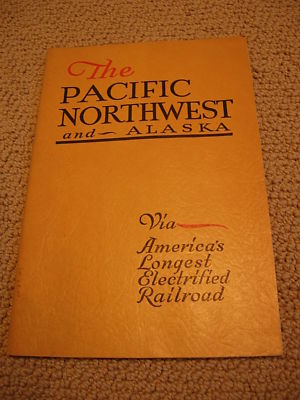 The
PACIFIC
NORTHWEST
and ALASKA
Via
America's
Longest
Electrified
Railroad